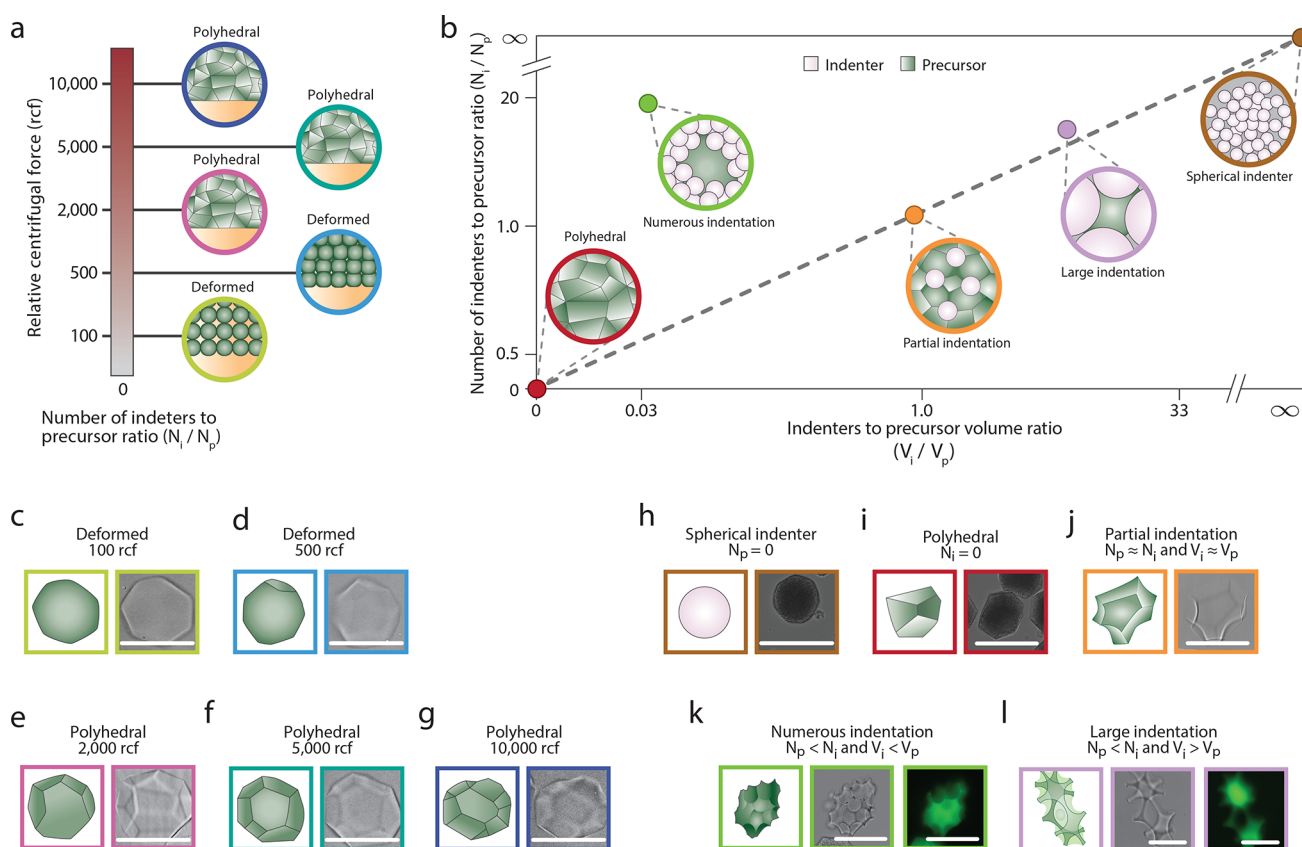 a
Polyhedral
10,000
Polyhedral
5,000
Polyhedral
2,000
Deformed
500
Deformed
100
0
Relative centrifugal force (rcf)
Number of indeters to
precursor ratio (Ni / Np)
b
Number of indenters to precursor ratio (Ni / Np)
∞
20
1.0
0.5
0
Indenter
Precursor
Numerous indentation
Polyhedral
Partial indentation
Large indentation
Spherical indenter
0
0.03
1.0
33
∞
Indenters to precursor volume ratio
(Vi / Vp)
c
Deformed
100 rcf
d
Deformed
500 rcf
h
Spherical indenter
Np = 0
i
Polyhedral
Ni = 0
j
Partial indentation
Np ≈ Ni and Vi ≈ Vp
e
Polyhedral
2,000 rcf
f
Polyhedral
5,000 rcf
g
Polyhedral
10,000 rcf
k
Numerous indentation
Np < Ni and Vi < Vp
l
Large indentation
Np < Ni and Vi > Vp